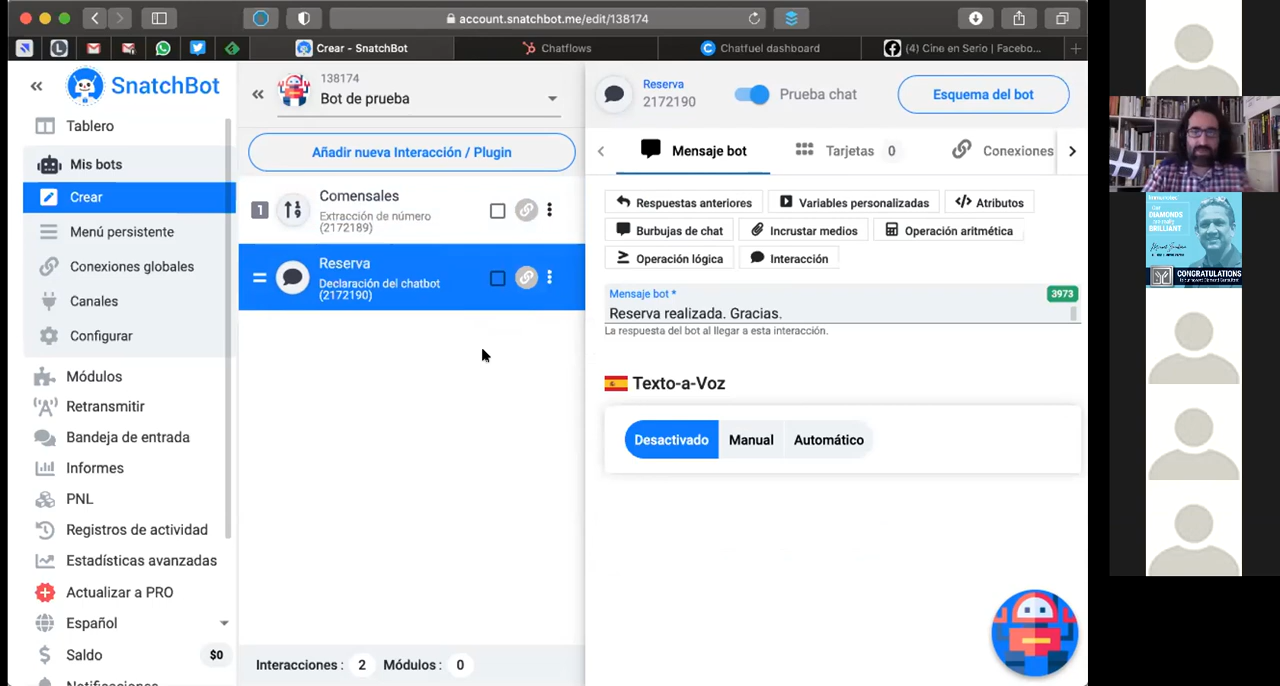 account.snatchbot.me/edit/138174
Crear - SnatchBot
Chatflows
Chatfuel dashboard
(4) Cine en Serio | Facebo...
SnatchBot
Tablero
Mis bots
Crear
Menú persistente
Conexiones globales
Canales
Configurar
Módulos
Retransmitir
Bandeja de entrada
Informes
PNL
Registros de actividad
Estadísticas avanzadas
Actualizar a PRO
Español
Saldo
$0
138174
Bot de prueba
Añadir nueva Interacción / Plugin
1
Comensales
Extracción de número
(2172189)
Reserva
Declaración del chatbot
(2172190)
Interacciones : 2 Módulos : 0
Reserva
2172190
Prueba chat
Esquema del bot
Mensaje bot
Tarjetas 0
Conexiones
Respuestas anteriores
Variables personalizadas
</> Atributos
Burbujas de chat
Incrustar medios
Operación aritmética
Operación lógica
Interacción
Mensaje bot *
3973
Reserva realizada. Gracias.
La respuesta del bot al llegar a esta interacción.
Texto-a-Voz
Desactivado
Manual
Automático
DIAMONDS
BRILLIANT
CONGRATULATIONS